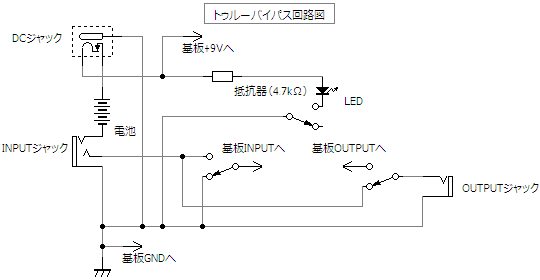 トゥルーバイパス回路図
DCジャック
基板+9Vへ
抵抗器(4.7kΩ)
LED
電池
INPUTジャック
基板INPUTへ
基板OUTPUTへ
OUTPUTジャック
基板GNDへ